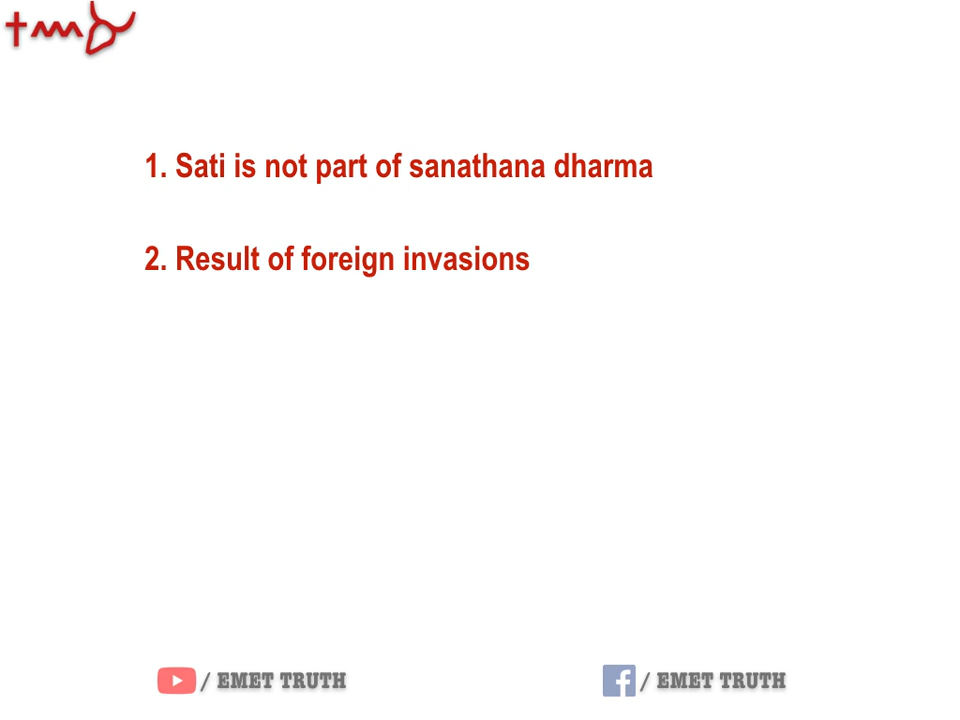 1. Sati is not part of sanathana dharma
2. Result of foreign invasions
/ EMET TRUTH
/ EMET TRUTH